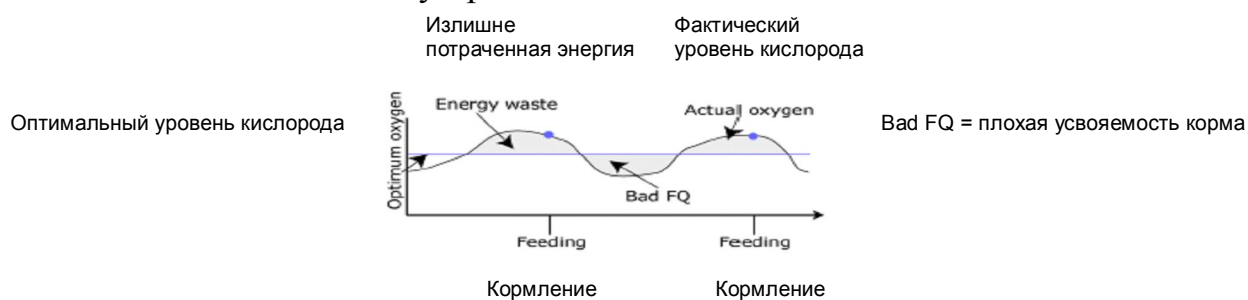 Излишне
потраченная энергия
Фактический
уровень кислорода
Energy waste
Actual oxygen
Оптимальный уровень кислорода
Optimum oxygen
Bad FQ = плохая усвояемость корма
Bad FQ
Feeding
Feeding
Кормление
Кормление